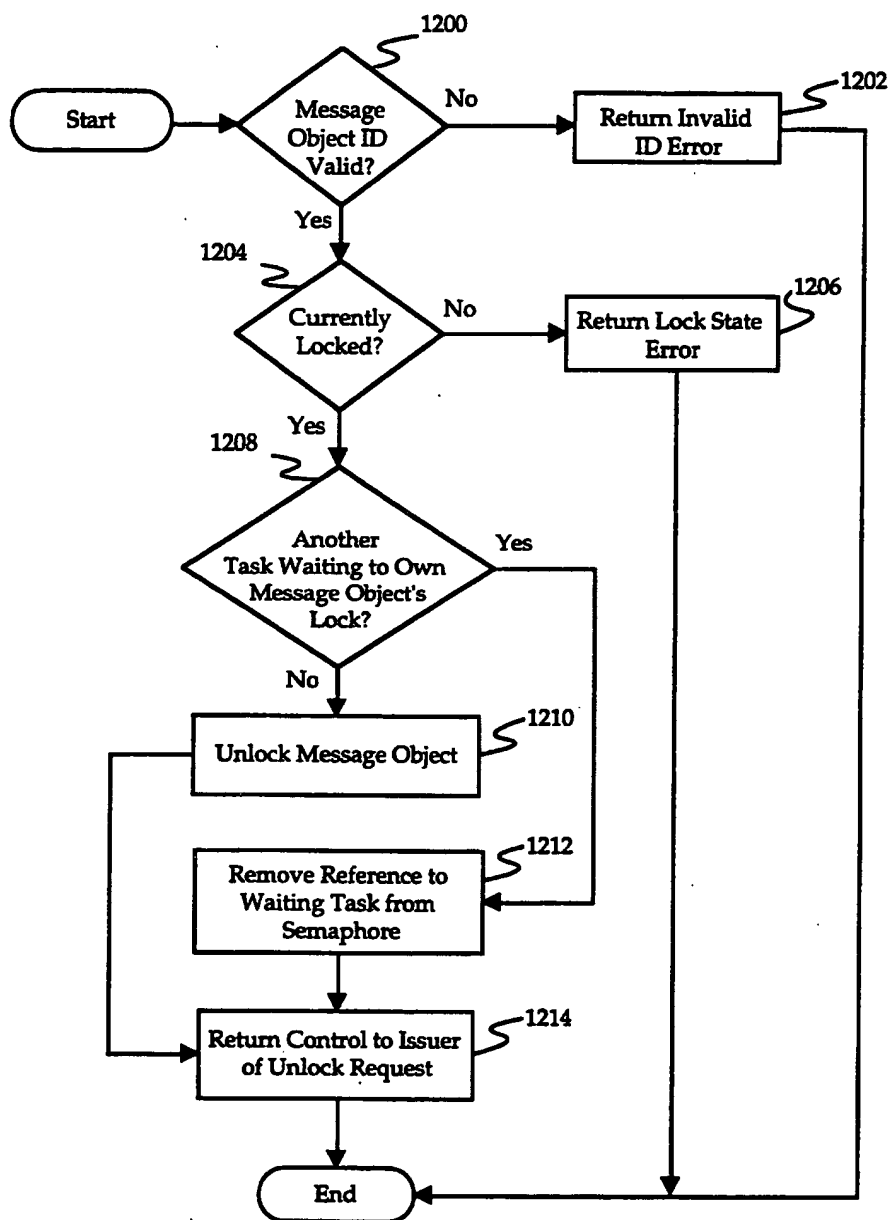 1200
Start
Message
Object ID
Valid?
No
Return Invalid
ID Error
1202
Yes
1204
Currently
Locked?
No
Return Lock State
Error
1206
Yes
1208
Another
Task Waiting to Own
Message Object's
Lock?
Yes
No
Unlock Message Object
1210
Remove Reference to
Waiting Task from
Semaphore
1212
Return Control to Issuer
of Unlock Request
1214
End